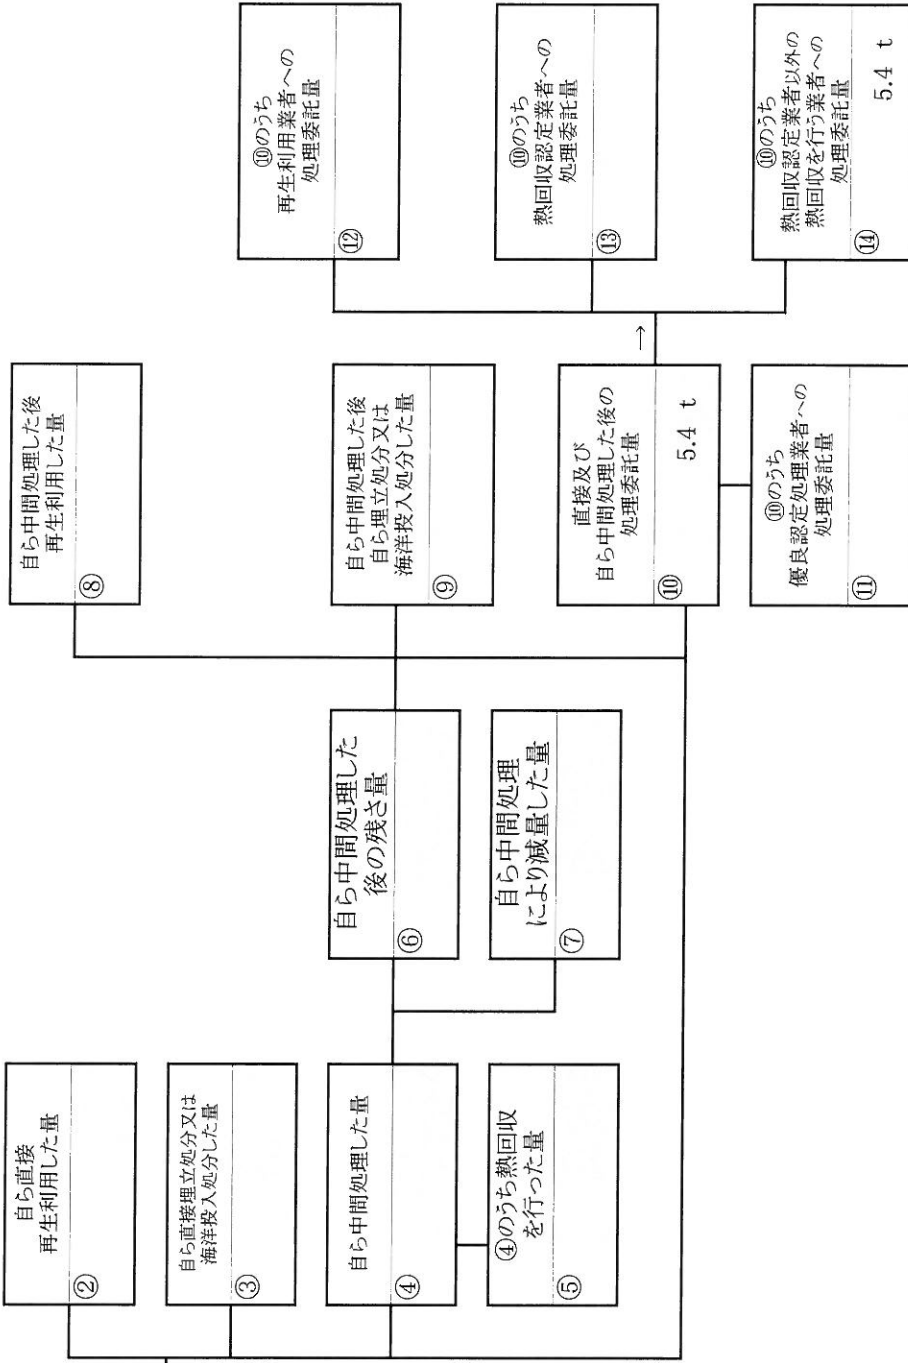 ②
自ら直接
再生利用した量
③
自ら直接埋立処分又は
海洋投入処分した量
④
自ら中間処理した量
⑤
④のうち熱回収
を行った量
⑥
自ら中間処理した
後の残さ量
⑦
自ら中間処理
により減量した量
⑧
自ら中間処理した後
再生利用した量
⑨
自ら中間処理した後
自ら埋立処分又は
海洋投入処分した量
⑩
直接及び
自ら中間処理した後の
処理委託量
5.4 t
→
⑪
⑩のうち
優良認定処理業者への
処理委託量
⑫
⑩のうち
再生利用業者への
処理委託量
⑬
⑩のうち
熱回収認定業者への
処理委託量
⑭
⑩のうち
熱回収認定業者以外の
熱回収を行う業者への
処理委託量
5.4 t